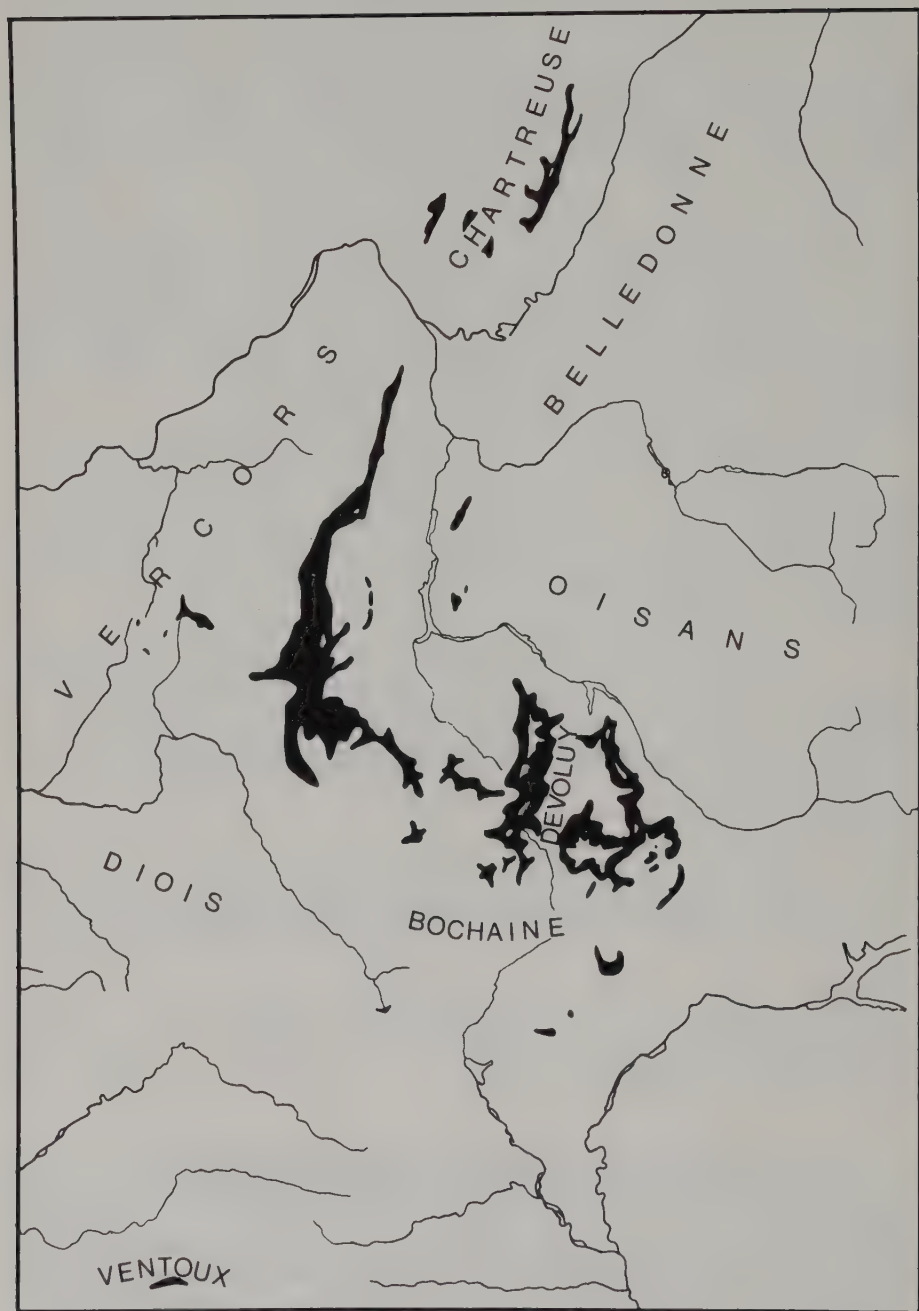 CHARTREUSE
BELLEDONNE
VERCORS
OISANS
DEVOLUY
DIOIS
BOCHAINE
VENTOUX